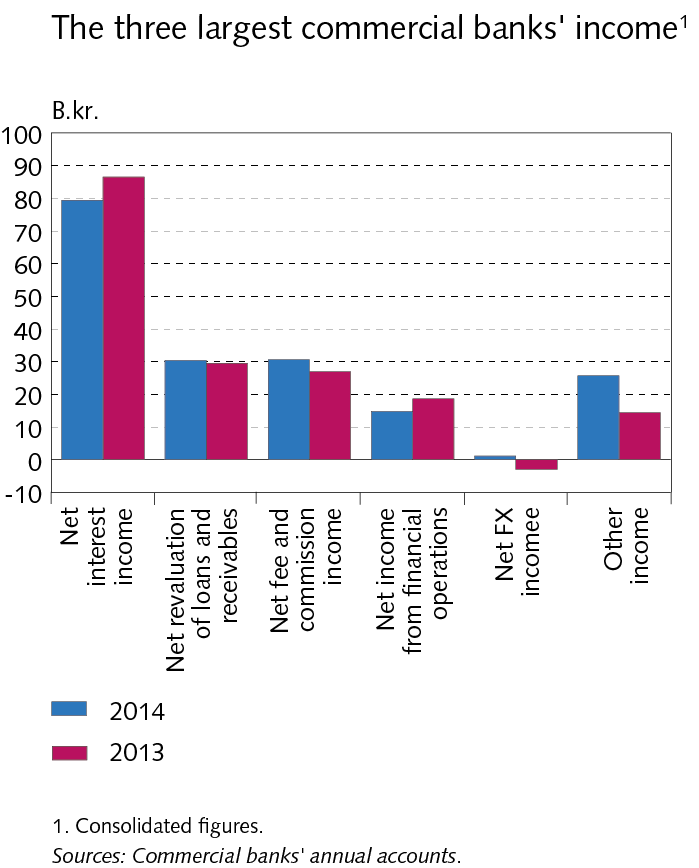 The three largest commercial banks' income¹
B.kr.
100
90
80
70
60
50
40
30
20
10
0
-10
Net
interest
income
Net revaluation
of loans and
receivables
Net fee and
commission
income
Net income
from financial
operations
Net FX
incomee
Other
income
2014
2013
1. Consolidated figures.
Sources: Commercial banks' annual accounts.